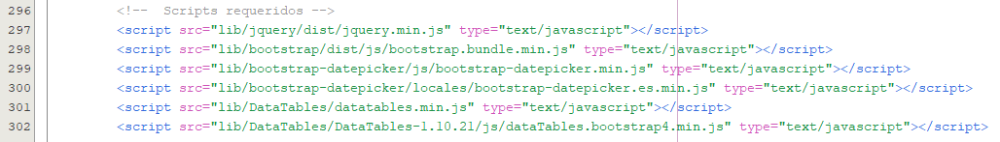 296 <!--  Scripts requeridos -->
297 <script src="lib/jquery/dist/jquery.min.js" type="text/javascript"></script>
298 <script src="lib/bootstrap/dist/js/bootstrap.bundle.min.js" type="text/javascript"></script>
299 <script src="lib/bootstrap-datepicker/js/bootstrap-datepicker.min.js" type="text/javascript"></script>
300 <script src="lib/bootstrap-datepicker/locales/bootstrap-datepicker.es.min.js" type="text/javascript"></script>
301 <script src="lib/DataTables/datatables.min.js" type="text/javascript"></script>
302 <script src="lib/DataTables/DataTables-1.10.21/js/dataTables.bootstrap4.min.js" type="text/javascript"></script>